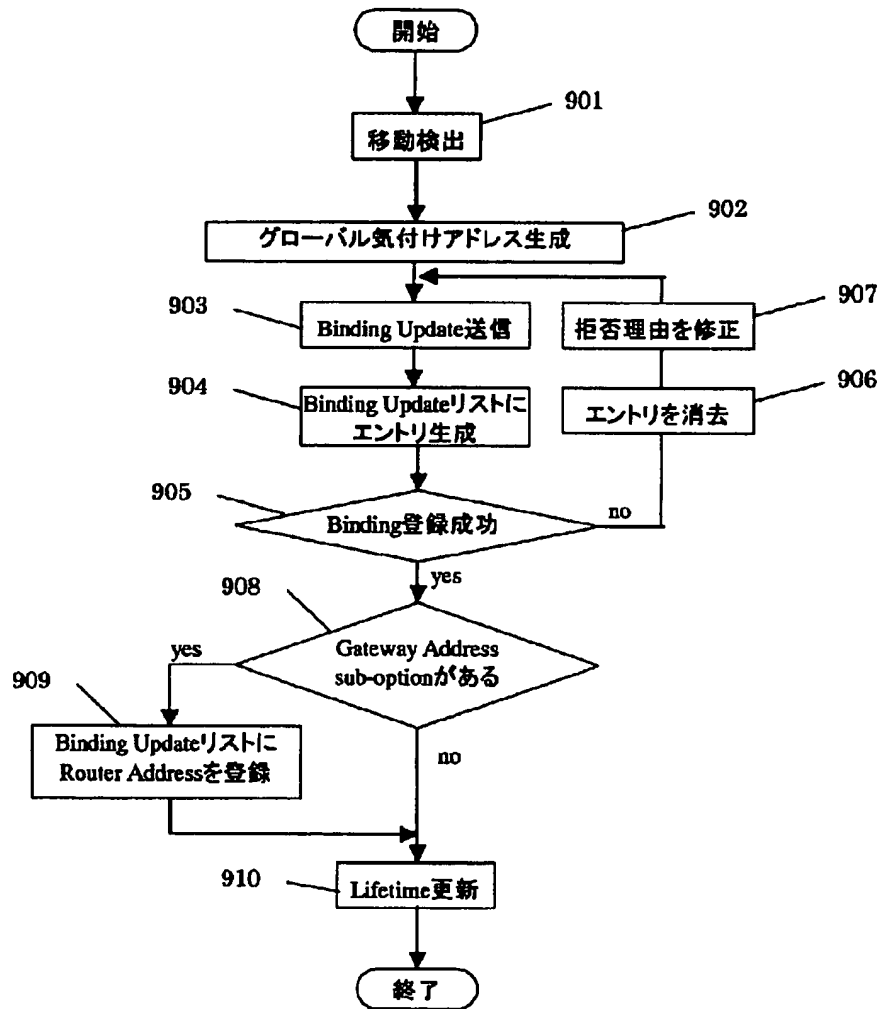 開始
901
移動検出
902
グローバル気付けアドレス生成
903
Binding Update送信
907
拒否理由を修正
904
Binding Updateリストに
エントリ生成
906
エントリを消去
905
Binding登録成功
no
yes
908
Gateway Address
sub-optionがある
yes
909
Binding Updateリストに
Router Addressを登録
no
910
Lifetime更新
終了